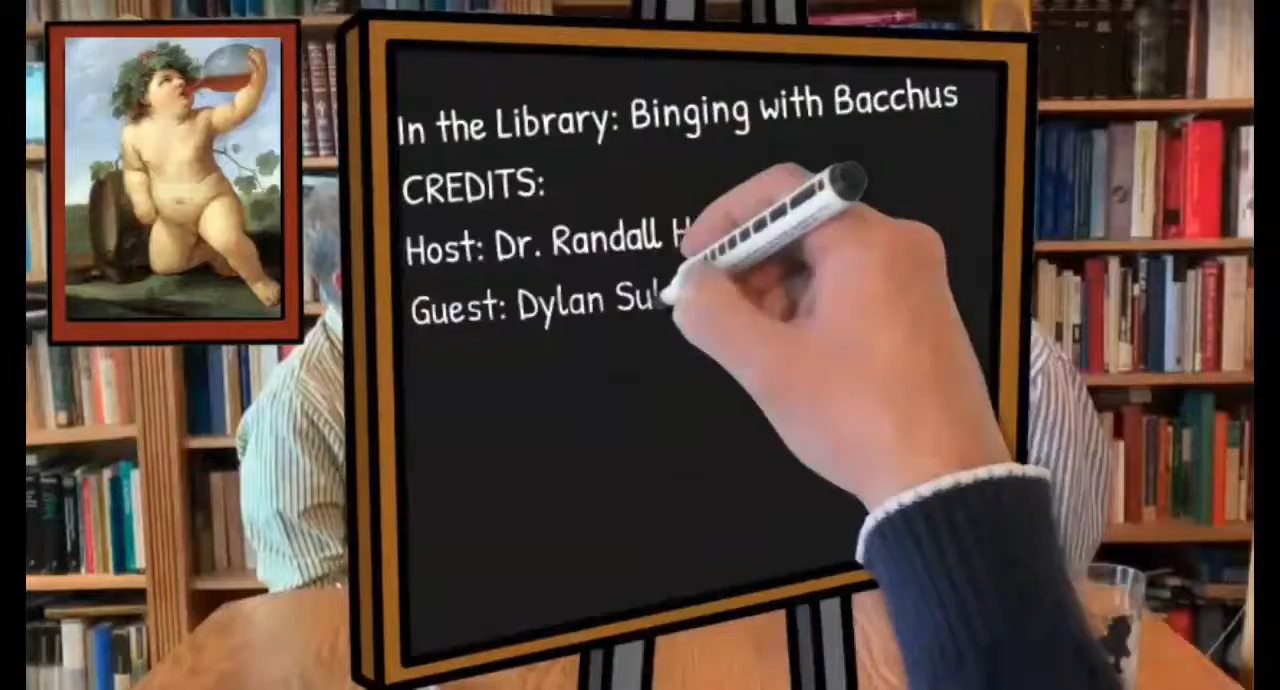 In the Library: Binging with Bacchus
CREDITS:
Host: Dr. Randall
Guest: Dylan